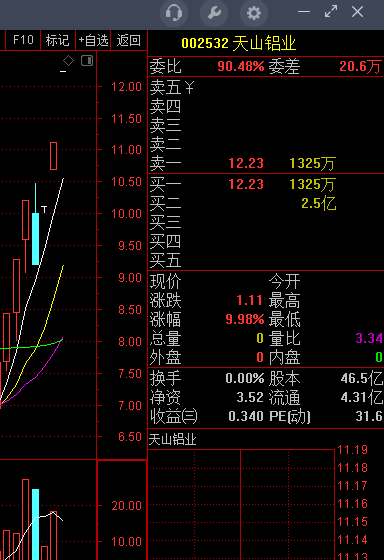 F10 标记 +自选 返回
002532 天山铝业
委比 90.48% 委差 20.6万
卖五 ¥
卖四
卖三
卖二
卖一 12.23 1325万
买一 12.23 1325万
买二 2.5亿
买三
买四
买五
现价 今开
涨跌 1.11 最高
涨幅 9.98% 最低
总量 0 量比 3.34
外盘 0 内盘 0
换手 0.00% 股本 46.5亿
净资 3.52 流通 4.31亿
收益㈢ 0.340 PE(动) 31.6
天山铝业
12.00
11.50
11.00
10.50
10.00
9.50
9.00
8.50
8.00
7.50
7.00
6.50
20.00
10.00
11.19
11.18
11.17
11.16
11.15
11.14
11.13